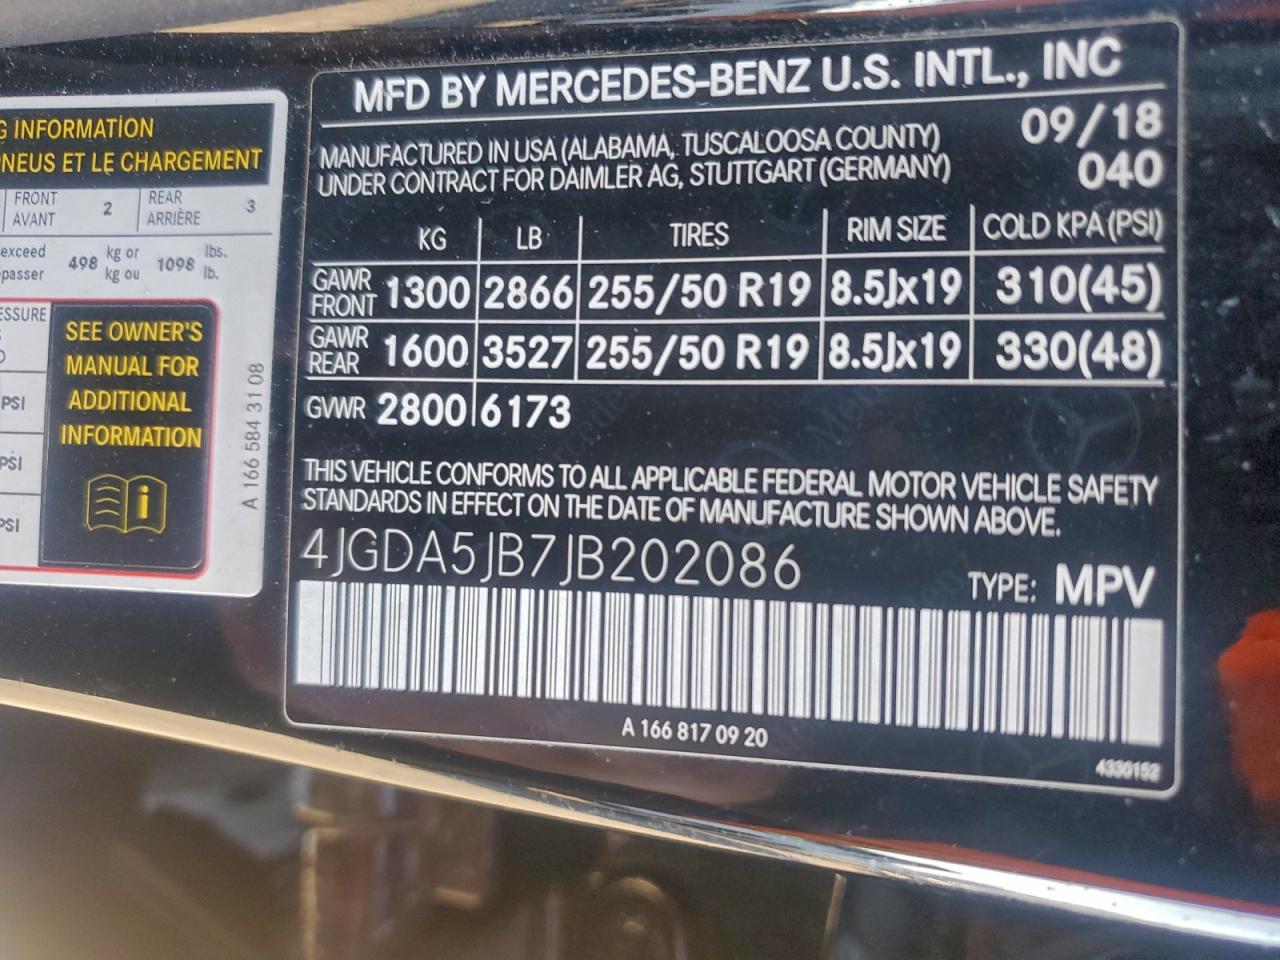 G INFORMATION
PNEUS ET LE CHARGEMENT
FRONT 2 REAR 3
AVANT ARRIÈRE
exceed 498 kg or 1098 lbs.
passer kg ou lb.
ESSURE
PSI
PSI
PSI
SEE OWNER'S
MANUAL FOR
ADDITIONAL
INFORMATION
A 166 584 31 08
MFD BY MERCEDES-BENZ U.S. INTL., INC
09/18
MANUFACTURED IN USA (ALABAMA, TUSCALOOSA COUNTY)
UNDER CONTRACT FOR DAIMLER AG, STUTTGART (GERMANY) 040
KG LB TIRES RIM SIZE COLD KPA (PSI)
GAWR FRONT 1300 2866 255/50 R19 8.5Jx19 310(45)
GAWR REAR 1600 3527 255/50 R19 8.5Jx19 330(48)
GVWR 2800 6173
THIS VEHICLE CONFORMS TO ALL APPLICABLE FEDERAL MOTOR VEHICLE SAFETY
STANDARDS IN EFFECT ON THE DATE OF MANUFACTURE SHOWN ABOVE.
4JGDA5JB7JB202086
TYPE: MPV
A 166 817 09 20
4330152